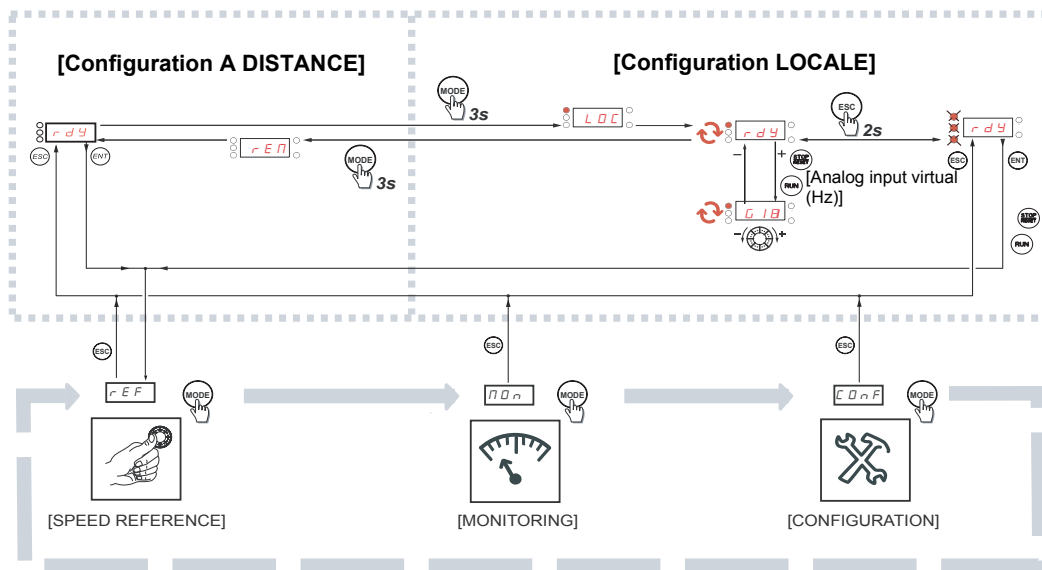 [Configuration A DISTANCE]
[Configuration LOCALE]
MODE
3s
LOC
ESC
2s
rdY
rEM
MODE
3s
rdY
rdY
ESC
ENT
– +
STOP
RESET
RUN
[Analog input virtual
(Hz)]
ESC
ENT
– +
STOP
RESET
RUN
ESC
ESC
ESC
rEF
MODE
MOn
MODE
COnF
MODE
[SPEED REFERENCE]
[MONITORING]
[CONFIGURATION]